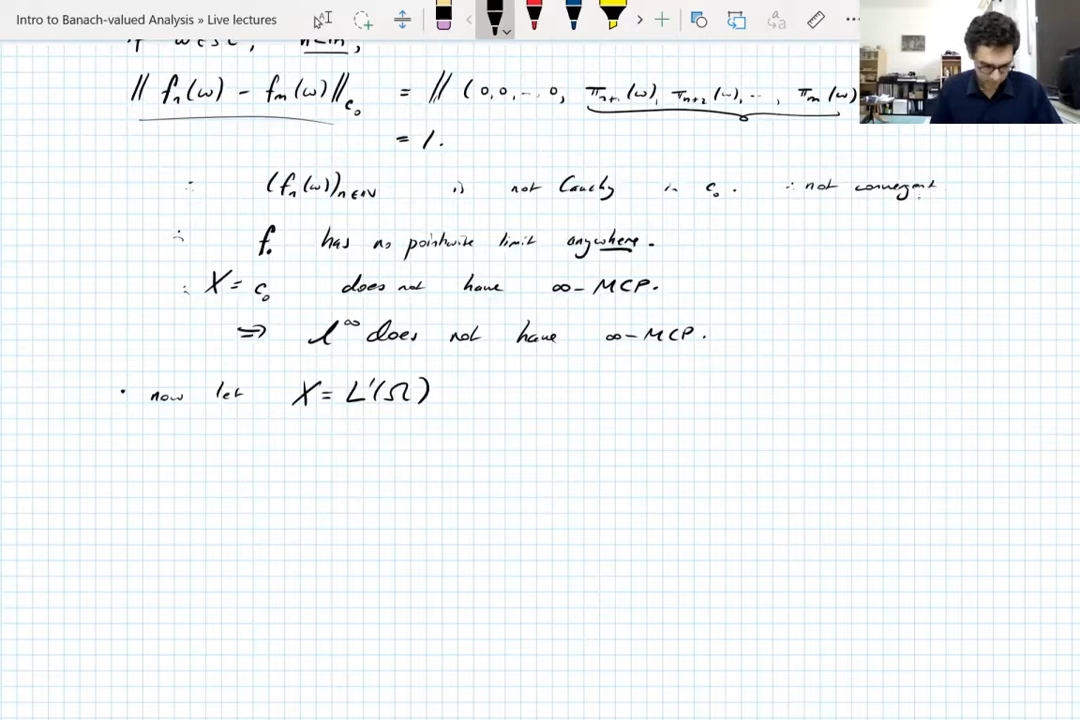 Intro to Banach-valued Analysis » Live lectures
if ω ∈ Ω, n<m,
‖ fₙ(ω) − fₘ(ω) ‖_{c₀} = ‖ (0,0,…,0, πₙ₊₁(ω), πₙ₊₂(ω), …, πₘ(ω)
= 1.
∴ (fₙ(ω))_{n∈ℕ} is not Cauchy in c₀. ∴ not convergent
∴ f. has no pointwise limit anywhere.
∴ X = c₀ does not have ∞-MCP.
⇒ l^∞ does not have ∞-MCP.
• now let X = L¹(Ω)